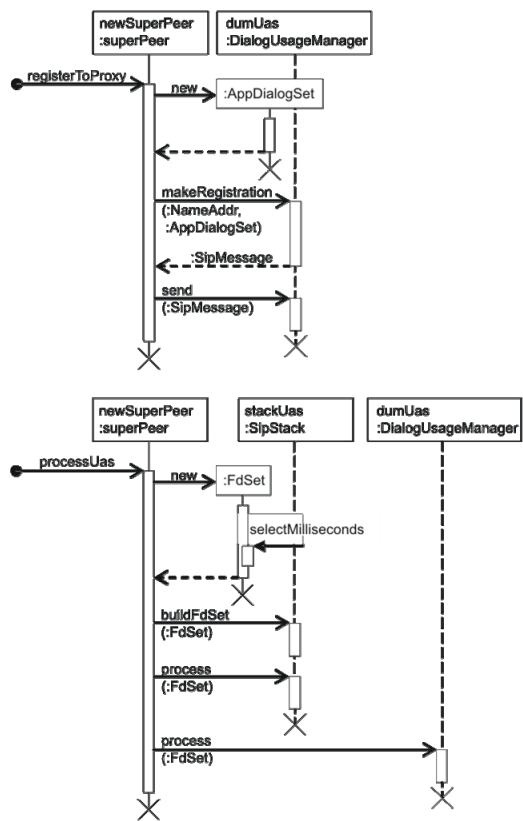 newSuperPeer
:superPeer
dumUas
:DialogUsageManager
registerToProxy
new
:AppDialogSet
makeRegistration
(:NameAddr,
:AppDialogSet)
:SipMessage
send
(:SipMessage)
newSuperPeer
:superPeer
stackUas
:SipStack
dumUas
:DialogUsageManager
processUas
new
:FdSet
selectMilliseconds
buildFdSet
(:FdSet)
process
(:FdSet)
process
(:FdSet)